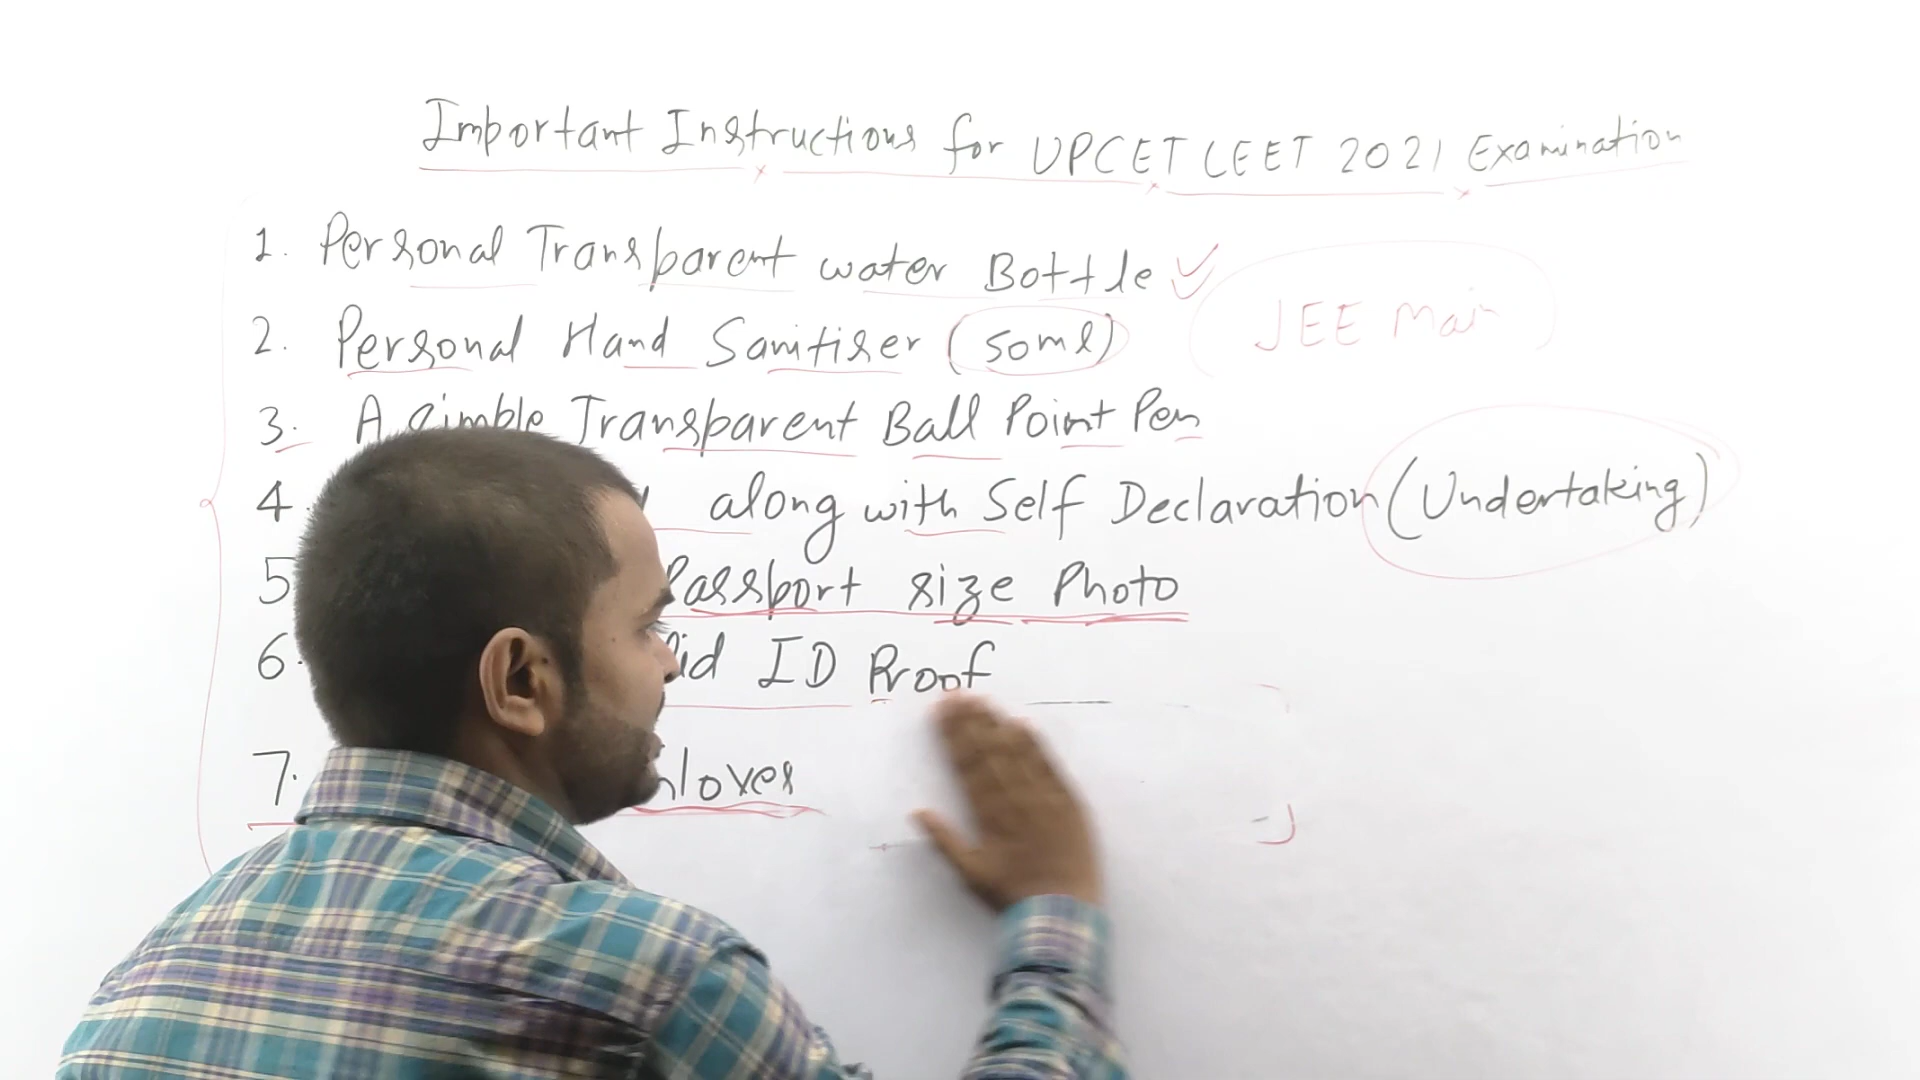 Important Instructions for UPCET LEET 2021 Examination
1. Personal Transparent water Bottle
2. Personal Hand Sanitiser (50ml)
JEE Main
3. A Simble Transparent Ball Point Pen
4. along with Self Declaration (Undertaking)
5 Passport size Photo
6. ID Proof
7.